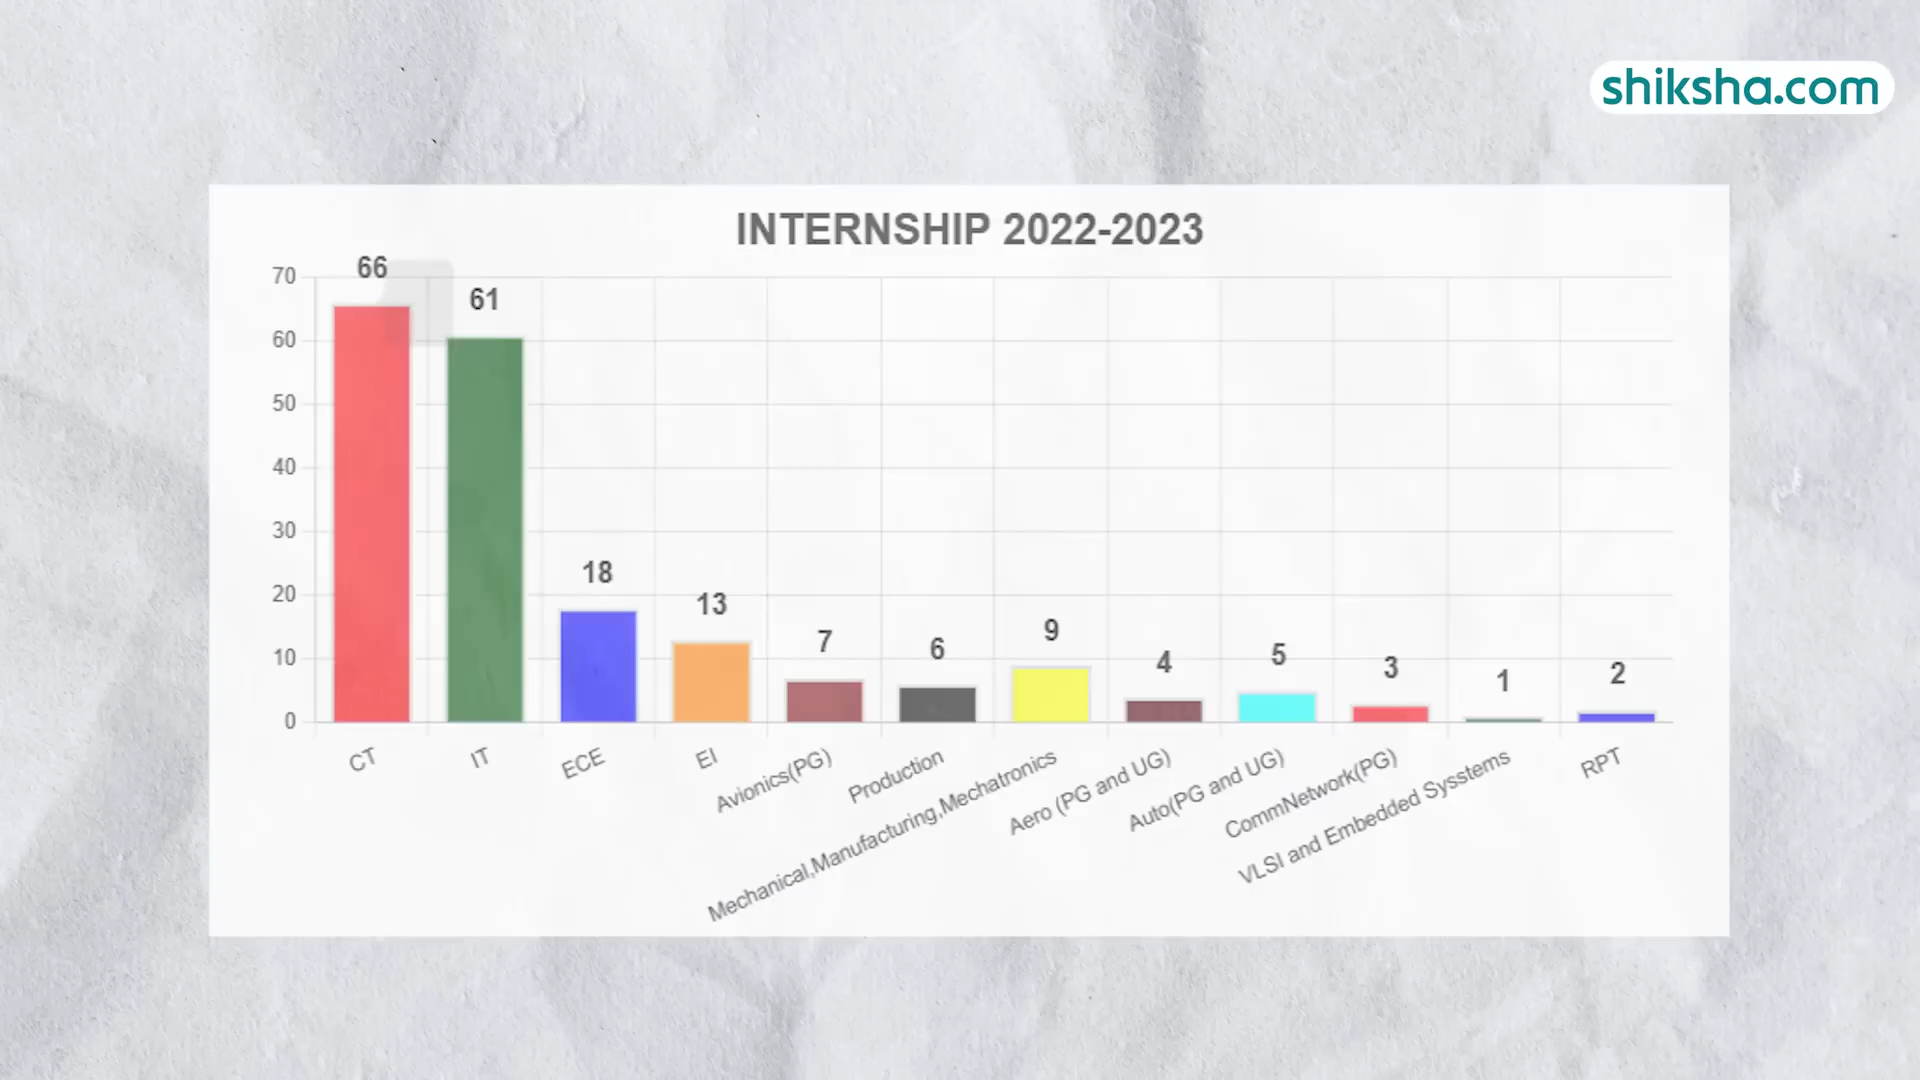 shiksha.com
INTERNSHIP 2022-2023
70
60
50
40
30
20
10
0
66
61
18
13
7
6
9
4
5
3
1
2
CT
IT
ECE
EI
Avionics(PG)
Production
Mechanical,Manufacturing,Mechatronics
Aero (PG and UG)
Auto(PG and UG)
CommNetwork(PG)
VLSI and Embedded Sysstems
RPT